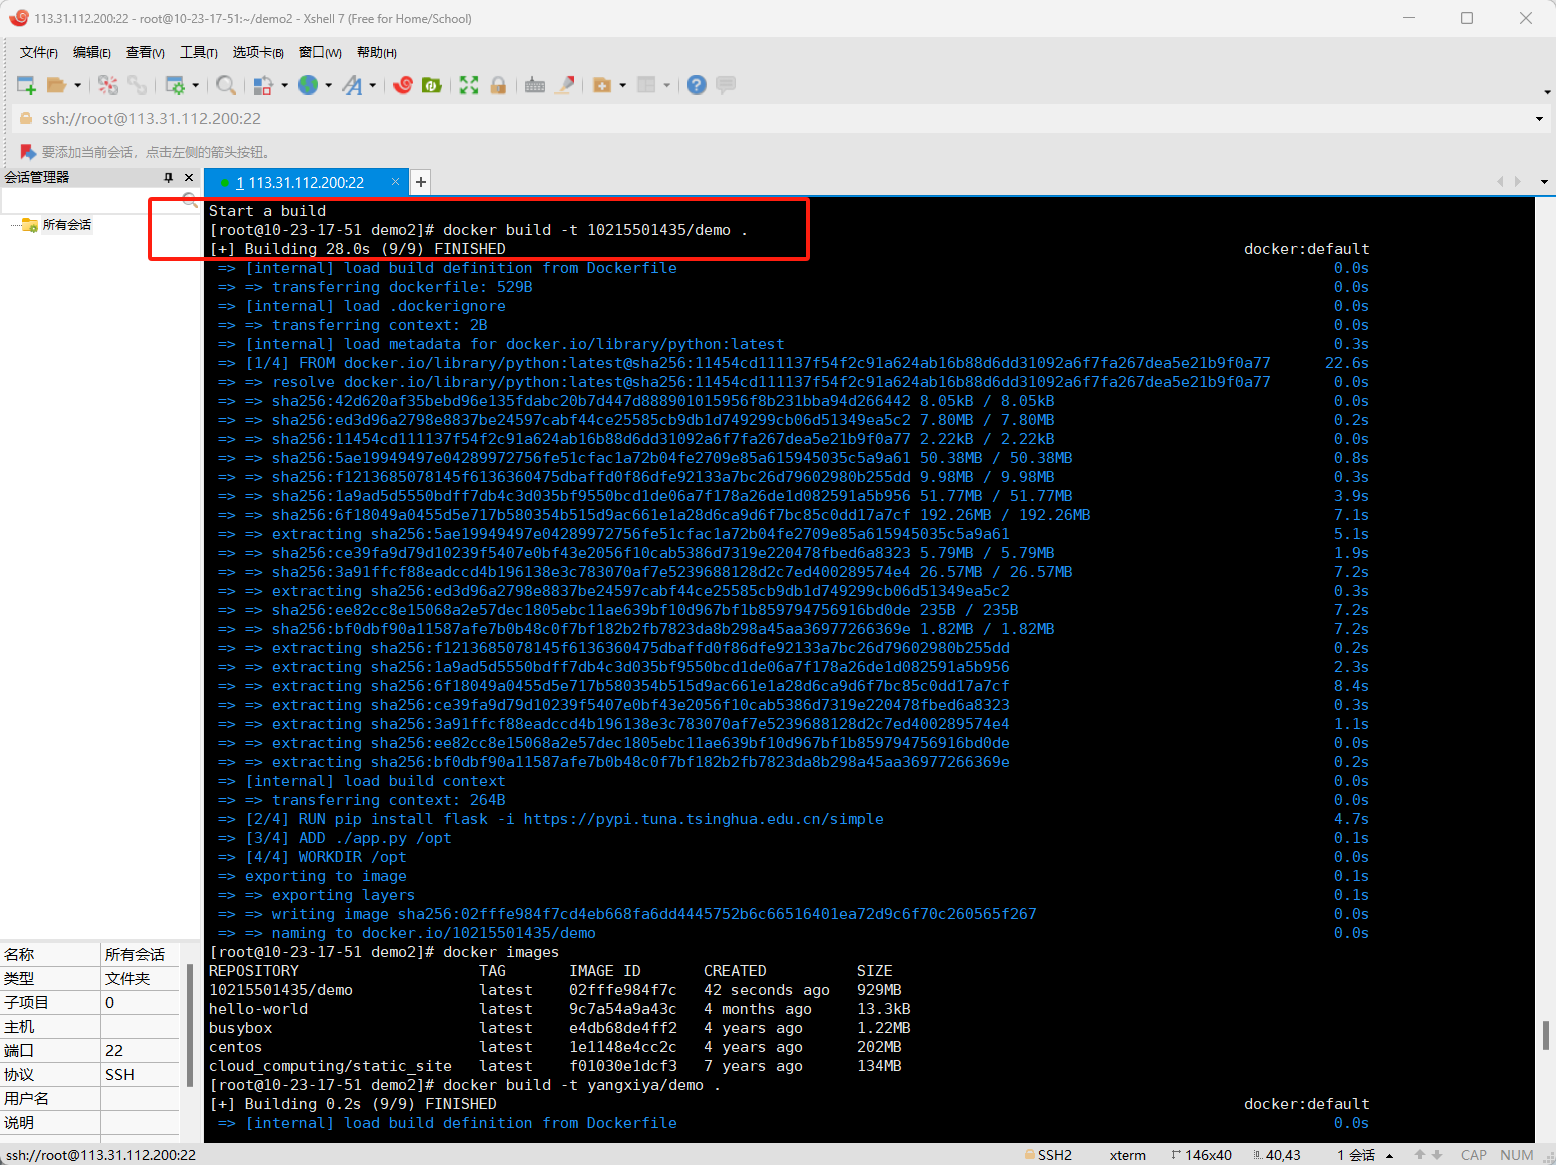 113.31.112.200:22 - root@10-23-17-51:~/demo2 - Xshell 7 (Free for Home/School)
文件(F) 编辑(E) 查看(V) 工具(T) 选项卡(B) 窗口(W) 帮助(H)
ssh://root@113.31.112.200:22
要添加当前会话，点击左侧的箭头按钮。
会话管理器
1 113.31.112.200:22
所有会话
Start a build
[root@10-23-17-51 demo2]# docker build -t 10215501435/demo .
[+] Building 28.0s (9/9) FINISHED docker:default
=> [internal] load build definition from Dockerfile 0.0s
=> => transferring dockerfile: 529B 0.0s
=> [internal] load .dockerignore 0.0s
=> => transferring context: 2B 0.0s
=> [internal] load metadata for docker.io/library/python:latest 0.3s
=> [1/4] FROM docker.io/library/python:latest@sha256:11454cd111137f54f2c91a624ab16b88d6dd31092a6f7fa267dea5e21b9f0a77 22.6s
=> => resolve docker.io/library/python:latest@sha256:11454cd111137f54f2c91a624ab16b88d6dd31092a6f7fa267dea5e21b9f0a77 0.0s
=> => sha256:42d620af35bebd96e135fdabc20b7d447d888901015956f8b231bba94d266442 8.05kB / 8.05kB 0.0s
=> => sha256:ed3d96a2798e8837be24597cabf44ce25585cb9db1d749299cb06d51349ea5c2 7.80MB / 7.80MB 0.2s
=> => sha256:11454cd111137f54f2c91a624ab16b88d6dd31092a6f7fa267dea5e21b9f0a77 2.22kB / 2.22kB 0.0s
=> => sha256:5ae19949497e04289972756fe51cfac1a72b04fe2709e85a615945035c5a9a61 50.38MB / 50.38MB 0.8s
=> => sha256:f1213685078145f6136360475dbaffd0f86dfe92133a7bc26d79602980b255dd 9.98MB / 9.98MB 0.3s
=> => sha256:1a9ad5d5550bdff7db4c3d035bf9550bcd1de06a7f178a26de1d082591a5b956 51.77MB / 51.77MB 3.9s
=> => sha256:6f18049a0455d5e717b580354b515d9ac661e1a28d6ca9d6f7bc85c0dd17a7cf 192.26MB / 192.26MB 7.1s
=> => extracting sha256:5ae19949497e04289972756fe51cfac1a72b04fe2709e85a615945035c5a9a61 5.1s
=> => sha256:ce39fa9d79d10239f5407e0bf43e2056f10cab5386d7319e220478fbed6a8323 5.79MB / 5.79MB 1.9s
=> => sha256:3a91ffcf88eadccd4b196138e3c783070af7e5239688128d2c7ed400289574e4 26.57MB / 26.57MB 7.2s
=> => extracting sha256:ed3d96a2798e8837be24597cabf44ce25585cb9db1d749299cb06d51349ea5c2 0.3s
=> => sha256:ee82cc8e15068a2e57dec1805ebc11ae639bf10d967bf1b859794756916bd0de 235B / 235B 7.2s
=> => sha256:bf0dbf90a11587afe7b0b48c0f7bf182b2fb7823da8b298a45aa36977266369e 1.82MB / 1.82MB 7.2s
=> => extracting sha256:f1213685078145f6136360475dbaffd0f86dfe92133a7bc26d79602980b255dd 0.2s
=> => extracting sha256:1a9ad5d5550bdff7db4c3d035bf9550bcd1de06a7f178a26de1d082591a5b956 2.3s
=> => extracting sha256:6f18049a0455d5e717b580354b515d9ac661e1a28d6ca9d6f7bc85c0dd17a7cf 8.4s
=> => extracting sha256:ce39fa9d79d10239f5407e0bf43e2056f10cab5386d7319e220478fbed6a8323 0.3s
=> => extracting sha256:3a91ffcf88eadccd4b196138e3c783070af7e5239688128d2c7ed400289574e4 1.1s
=> => extracting sha256:ee82cc8e15068a2e57dec1805ebc11ae639bf10d967bf1b859794756916bd0de 0.0s
=> => extracting sha256:bf0dbf90a11587afe7b0b48c0f7bf182b2fb7823da8b298a45aa36977266369e 0.2s
=> [internal] load build context 0.0s
=> => transferring context: 264B 0.0s
=> [2/4] RUN pip install flask -i https://pypi.tuna.tsinghua.edu.cn/simple 4.7s
=> [3/4] ADD ./app.py /opt 0.1s
=> [4/4] WORKDIR /opt 0.0s
=> exporting to image 0.1s
=> => exporting layers 0.1s
=> => writing image sha256:02fffe984f7cd4eb668fa6dd4445752b6c66516401ea72d9c6f70c260565f267 0.0s
=> => naming to docker.io/10215501435/demo 0.0s
[root@10-23-17-51 demo2]# docker images
REPOSITORY TAG IMAGE ID CREATED SIZE
10215501435/demo latest 02fffe984f7c 42 seconds ago 929MB
hello-world latest 9c7a54a9a43c 4 months ago 13.3kB
busybox latest e4db68de4ff2 4 years ago 1.22MB
centos latest 1e1148e4cc2c 4 years ago 202MB
cloud_computing/static_site latest f01030e1dcf3 7 years ago 134MB
[root@10-23-17-51 demo2]# docker build -t yangxiya/demo .
[+] Building 0.2s (9/9) FINISHED docker:default
=> [internal] load build definition from Dockerfile 0.0s
名称 所有会话
类型 文件夹
子项目 0
主机
端口 22
协议 SSH
用户名
说明
ssh://root@113.31.112.200:22 SSH2 xterm 146x40 40,43 1 会话 CAP NUM